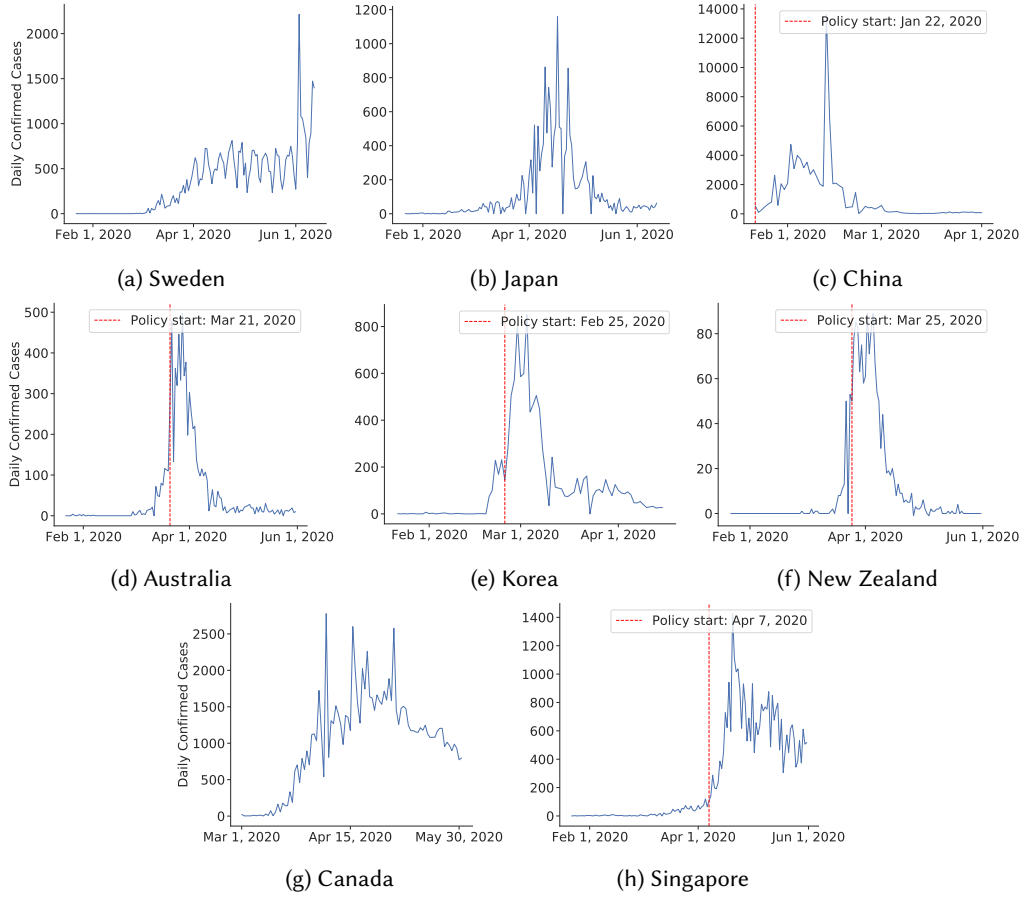 Daily Confirmed Cases
2000
1500
1000
500
0
Feb 1, 2020 Apr 1, 2020 Jun 1, 2020
(a) Sweden
1200
1000
800
600
400
200
0
Feb 1, 2020 Apr 1, 2020 Jun 1, 2020
(b) Japan
Policy start: Jan 22, 2020
14000
12000
10000
8000
6000
4000
2000
0
Feb 1, 2020 Mar 1, 2020 Apr 1, 2020
(c) China
Daily Confirmed Cases
Policy start: Mar 21, 2020
500
400
300
200
100
0
Feb 1, 2020 Apr 1, 2020 Jun 1, 2020
(d) Australia
Policy start: Feb 25, 2020
800
600
400
200
0
Feb 1, 2020 Mar 1, 2020 Apr 1, 2020
(e) Korea
Policy start: Mar 25, 2020
80
60
40
20
0
Feb 1, 2020 Apr 1, 2020 Jun 1, 2020
(f) New Zealand
Daily Confirmed Cases
2500
2000
1500
1000
500
0
Mar 1, 2020 Apr 15, 2020 May 30, 2020
(g) Canada
Policy start: Apr 7, 2020
1400
1200
1000
800
600
400
200
0
Feb 1, 2020 Apr 1, 2020 Jun 1, 2020
(h) Singapore